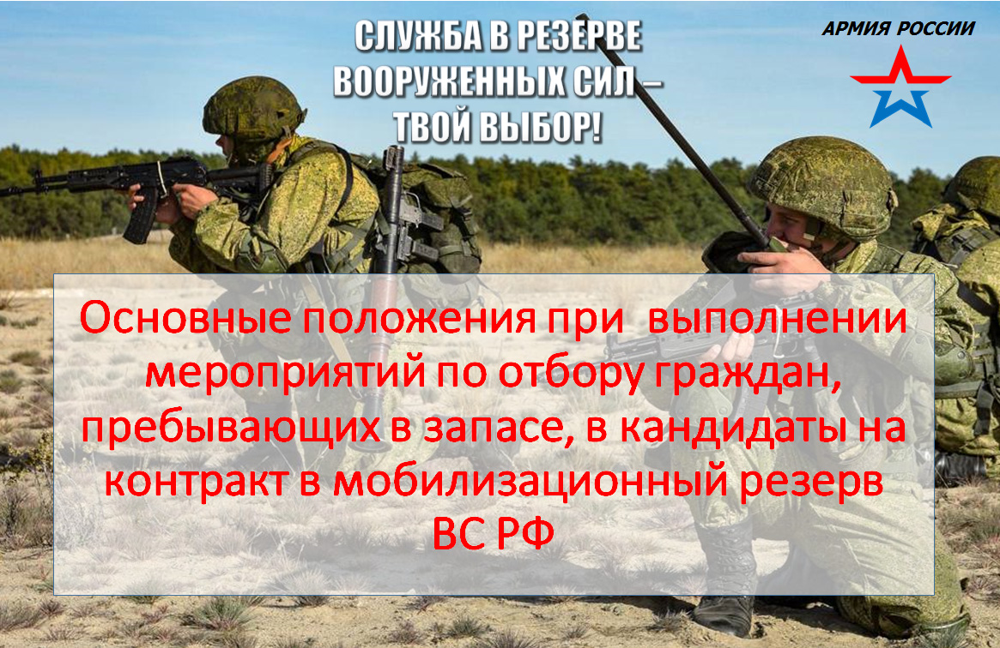 СЛУЖБА В РЕЗЕРВЕ
ВООРУЖЕННЫХ СИЛ –
ТВОЙ ВЫБОР!
АРМИЯ РОССИИ
Основные положения при выполнении
мероприятий по отбору граждан,
пребывающих в запасе, в кандидаты на
контракт в мобилизационный резерв
ВС РФ